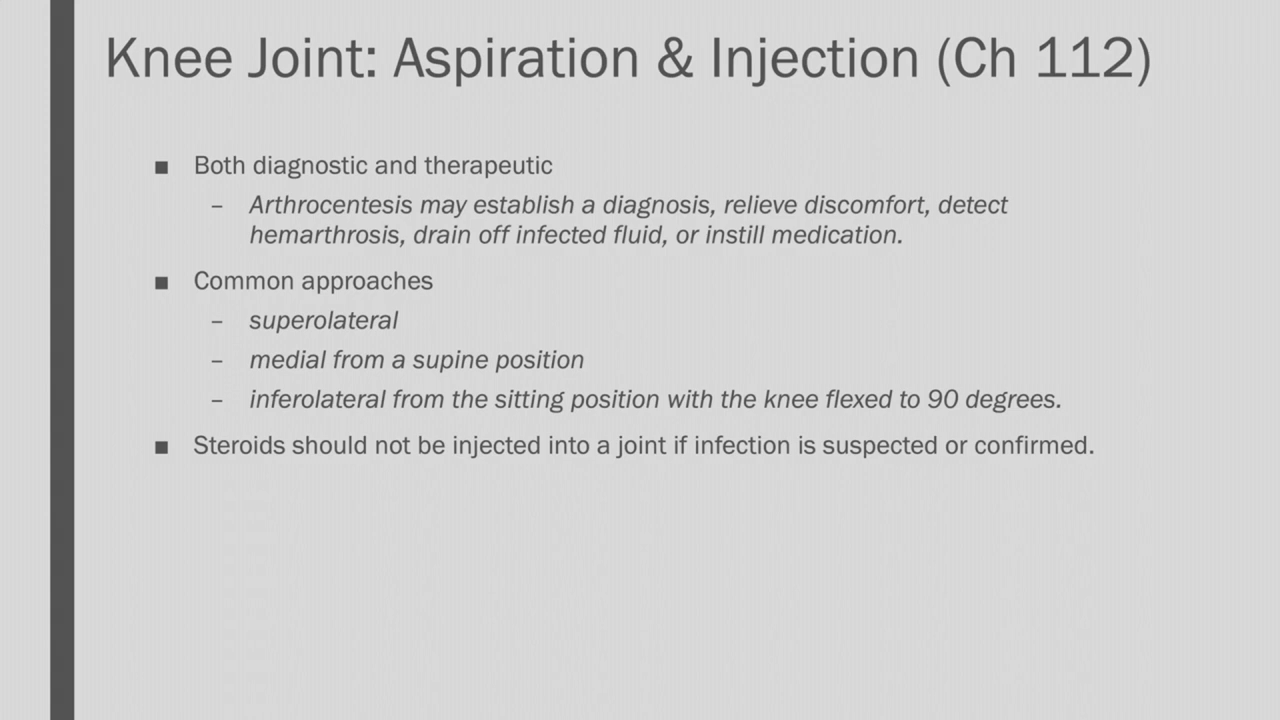 Knee Joint: Aspiration & Injection (Ch 112)
■ Both diagnostic and therapeutic
– Arthrocentesis may establish a diagnosis, relieve discomfort, detect
hemarthrosis, drain off infected fluid, or instill medication.
■ Common approaches
– superolateral
– medial from a supine position
– inferolateral from the sitting position with the knee flexed to 90 degrees.
■ Steroids should not be injected into a joint if infection is suspected or confirmed.